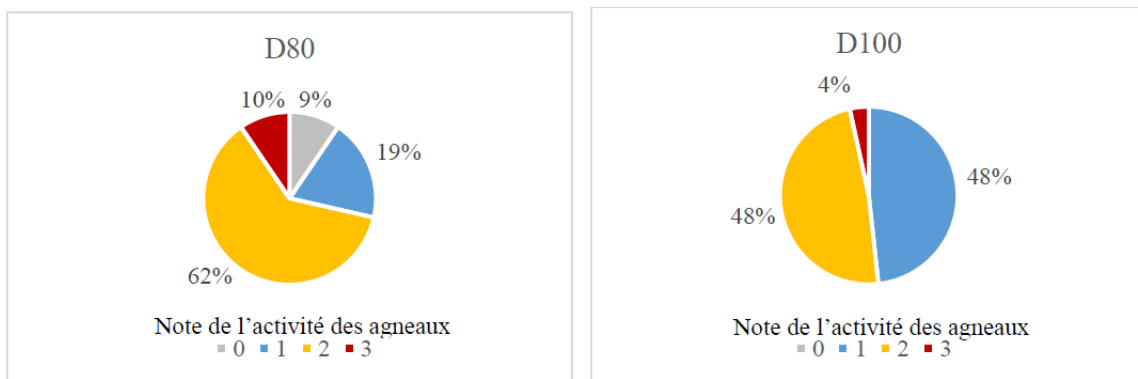 D80
10% 9%
19%
62%
Note de l’activité des agneaux
0 1 2 3
D100
4%
48%
48%
Note de l’activité des agneaux
0 1 2 3